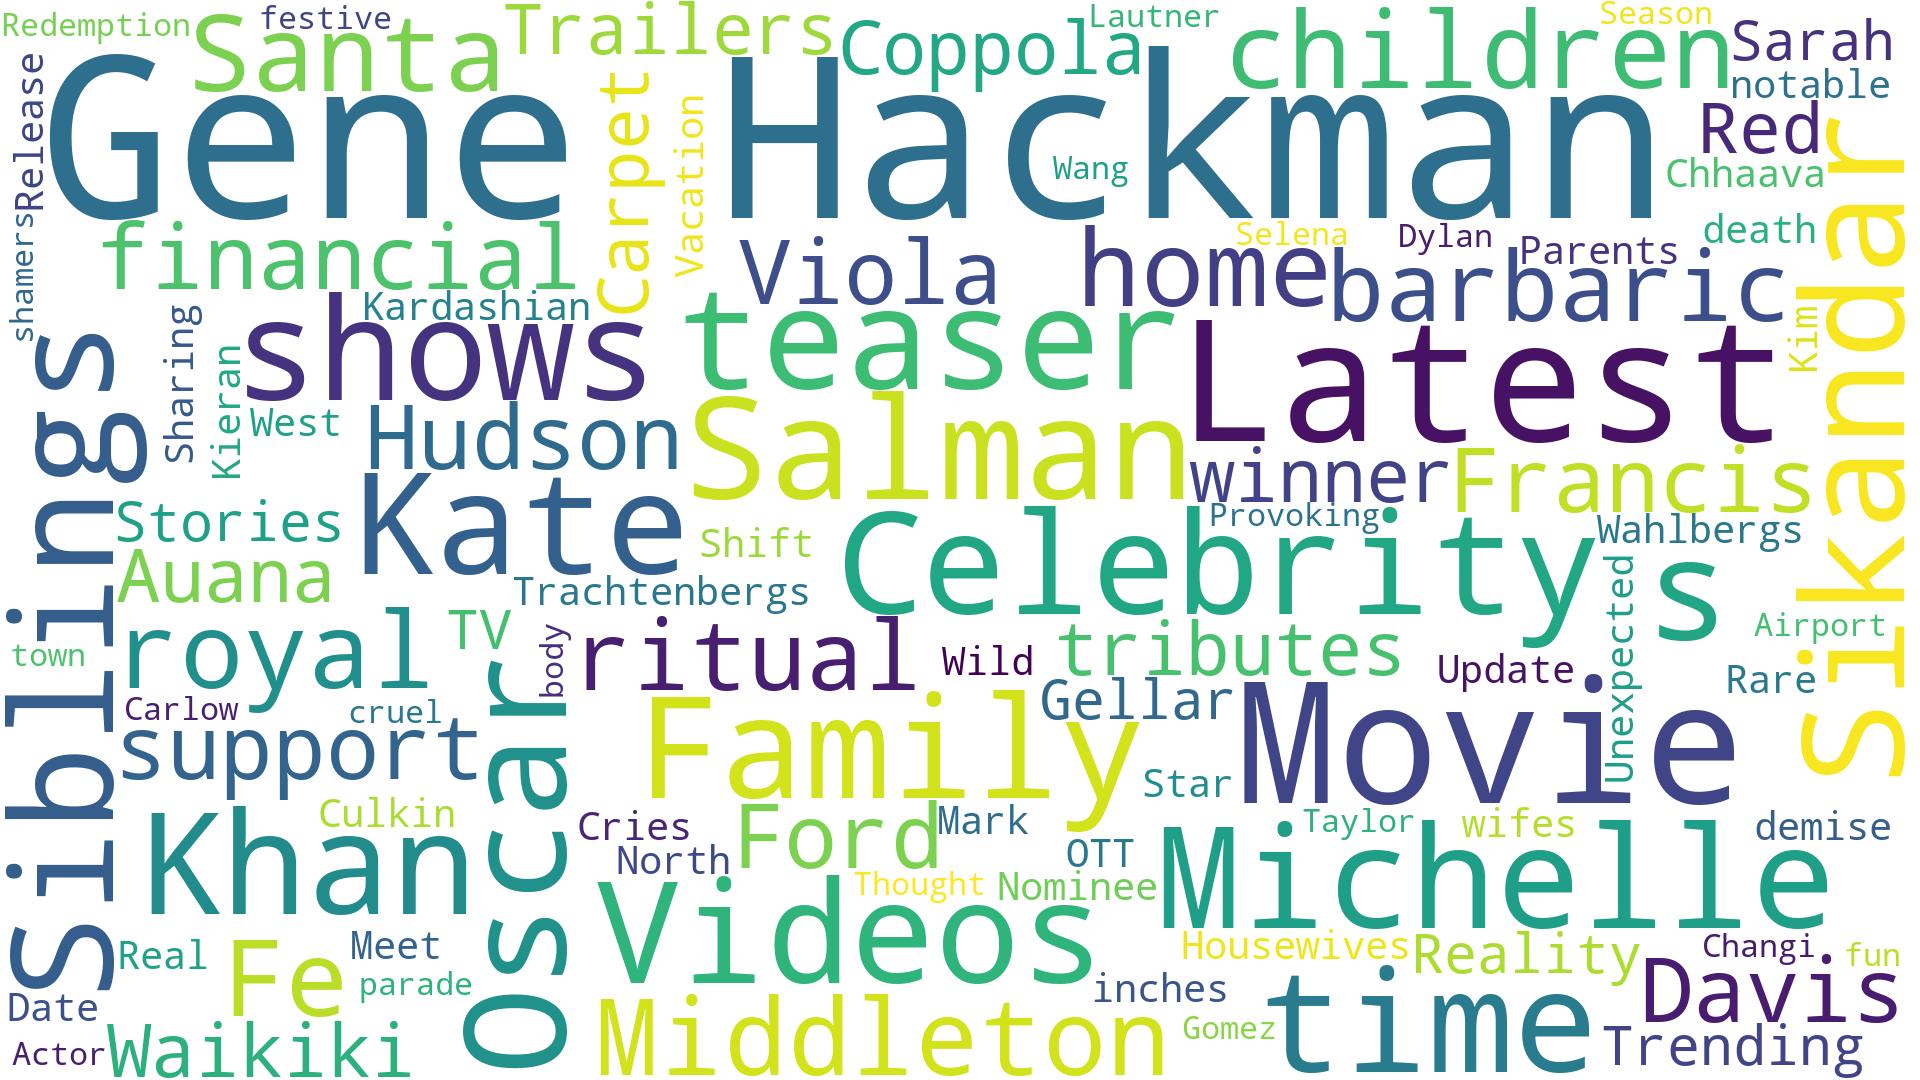 Redemption
festive
Santa
Trailers
Coppola
Lautner
children
Season
Sarah
notable
Release
Gene
Hackman
Carpet
Vacation
Wang
Red
Chhaava
Sikandar
shamers
financial
Viola
home
Selena
Dylan
Parents
death
barbaric
Kardashian
shows
teaser
Latest
Kim
Siblings
Sharing
Kieran
West
Hudson
Salman
winner
Francis
Kate
Stories
Provoking
Wahlbergs
Shift
Celebrity
s
Auana
Trachtenbergs
Unexpected
royal
TV
body
ritual
Wild
tributes
Update
Airport
town
Rare
Carlow
cruel
Oscar
Family
Gellar
Movie
support
Star
Khan
Culkin
Cries
Ford
Mark
Taylor
wifes
demise
North
OTT
Michelle
Thought
Nominee
Videos
Real
Fe
Meet
Housewives
Reality
Changi
fun
parade
inches
Davis
Date
Middleton
Gomez
time
Actor
Waikiki
Trending